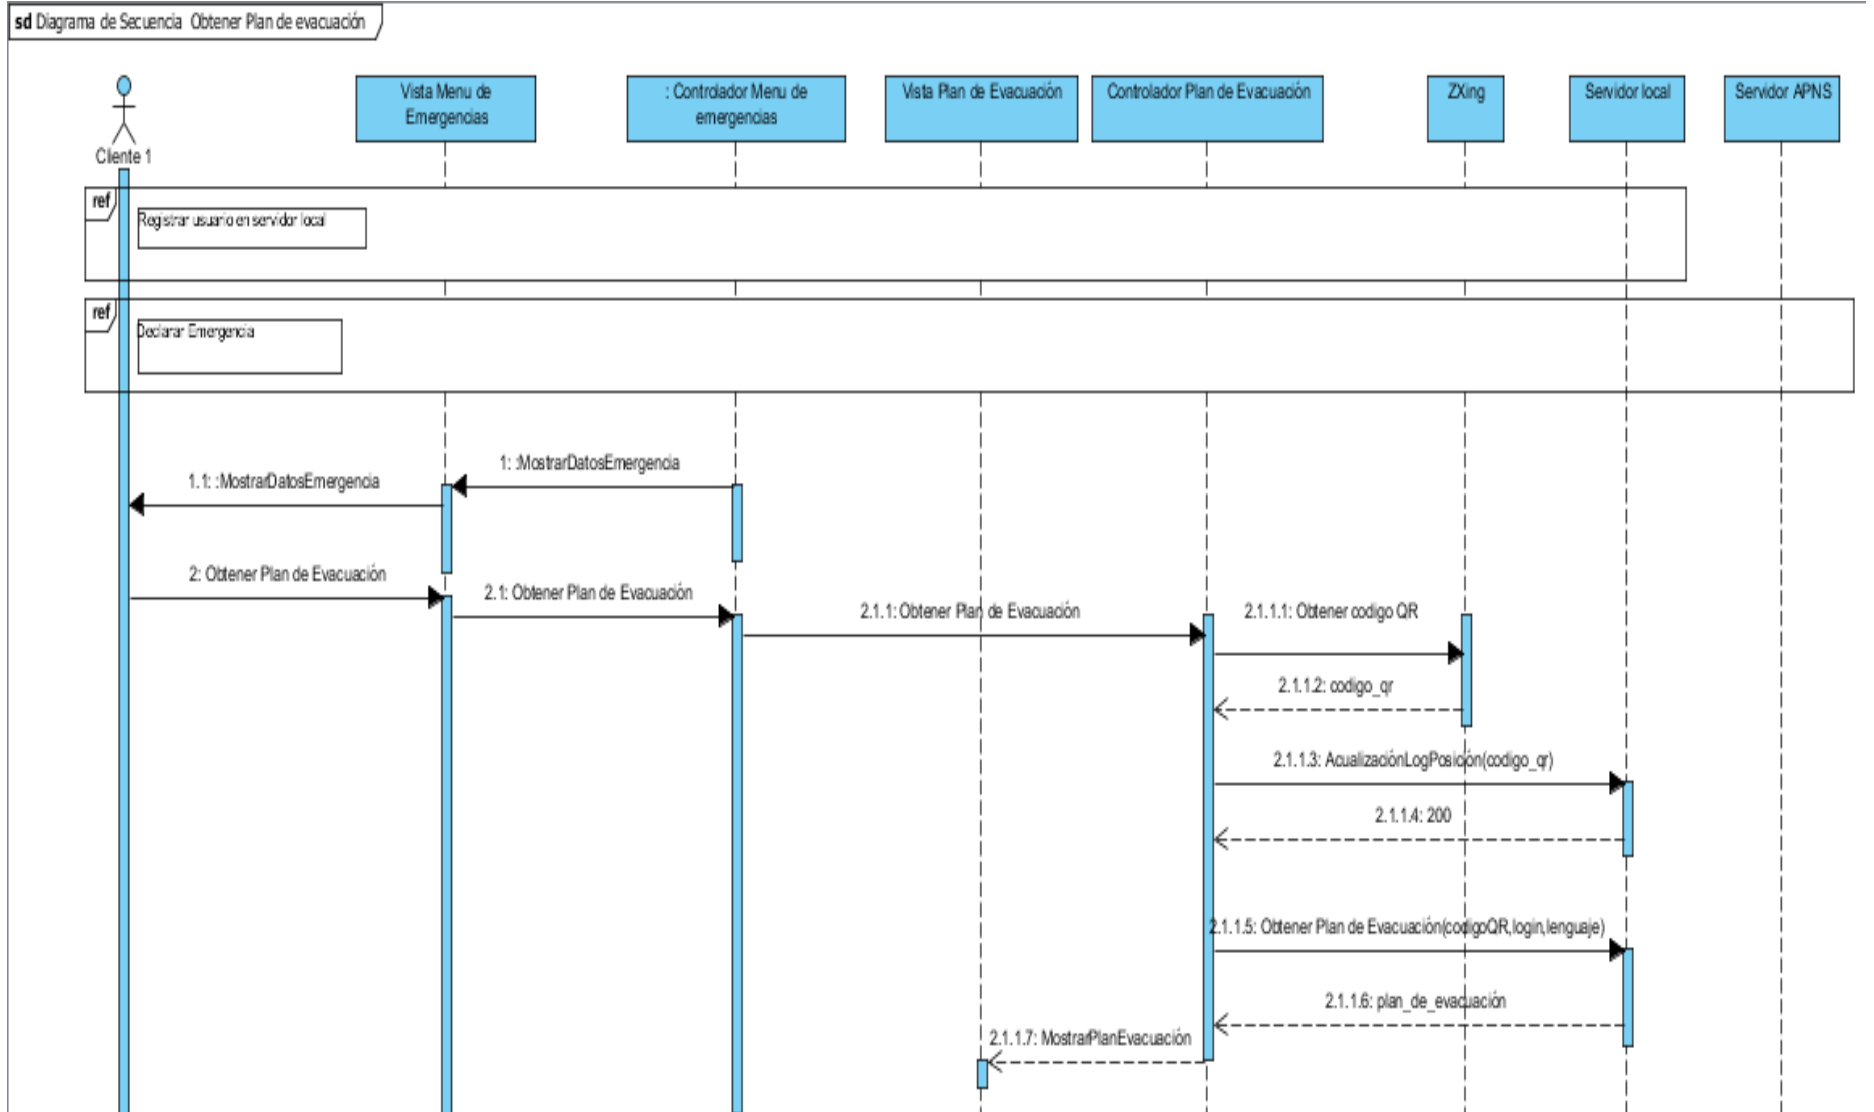 sd Diagrama de Secuencia Obtener Plan de evacuación
Cliente 1
Vista Menu de
Emergencias
: Controlador Menu de
emergencias
Vista Plan de Evacuación
Controlador Plan de Evacuación
ZXing
Servidor local
Servidor APNS
ref
Registrar usuario en servidor local
ref
Declarar Emergencia
1: :MostrarDatosEmergencia
1.1: :MostrarDatosEmergencia
2: Obtener Plan de Evacuación
2.1: Obtener Plan de Evacuación
2.1.1: Obtener Plan de Evacuación
2.1.1.1: Obtener codigo QR
2.1.1.2: codigo_qr
2.1.1.3: AcualizaciónLogPosición(codigo_qr)
2.1.1.4: 200
2.1.1.5: Obtener Plan de Evacuación(codigoQR,login,lenguaje)
2.1.1.6: plan_de_evacuación
2.1.1.7: MostrarPlanEvacuación